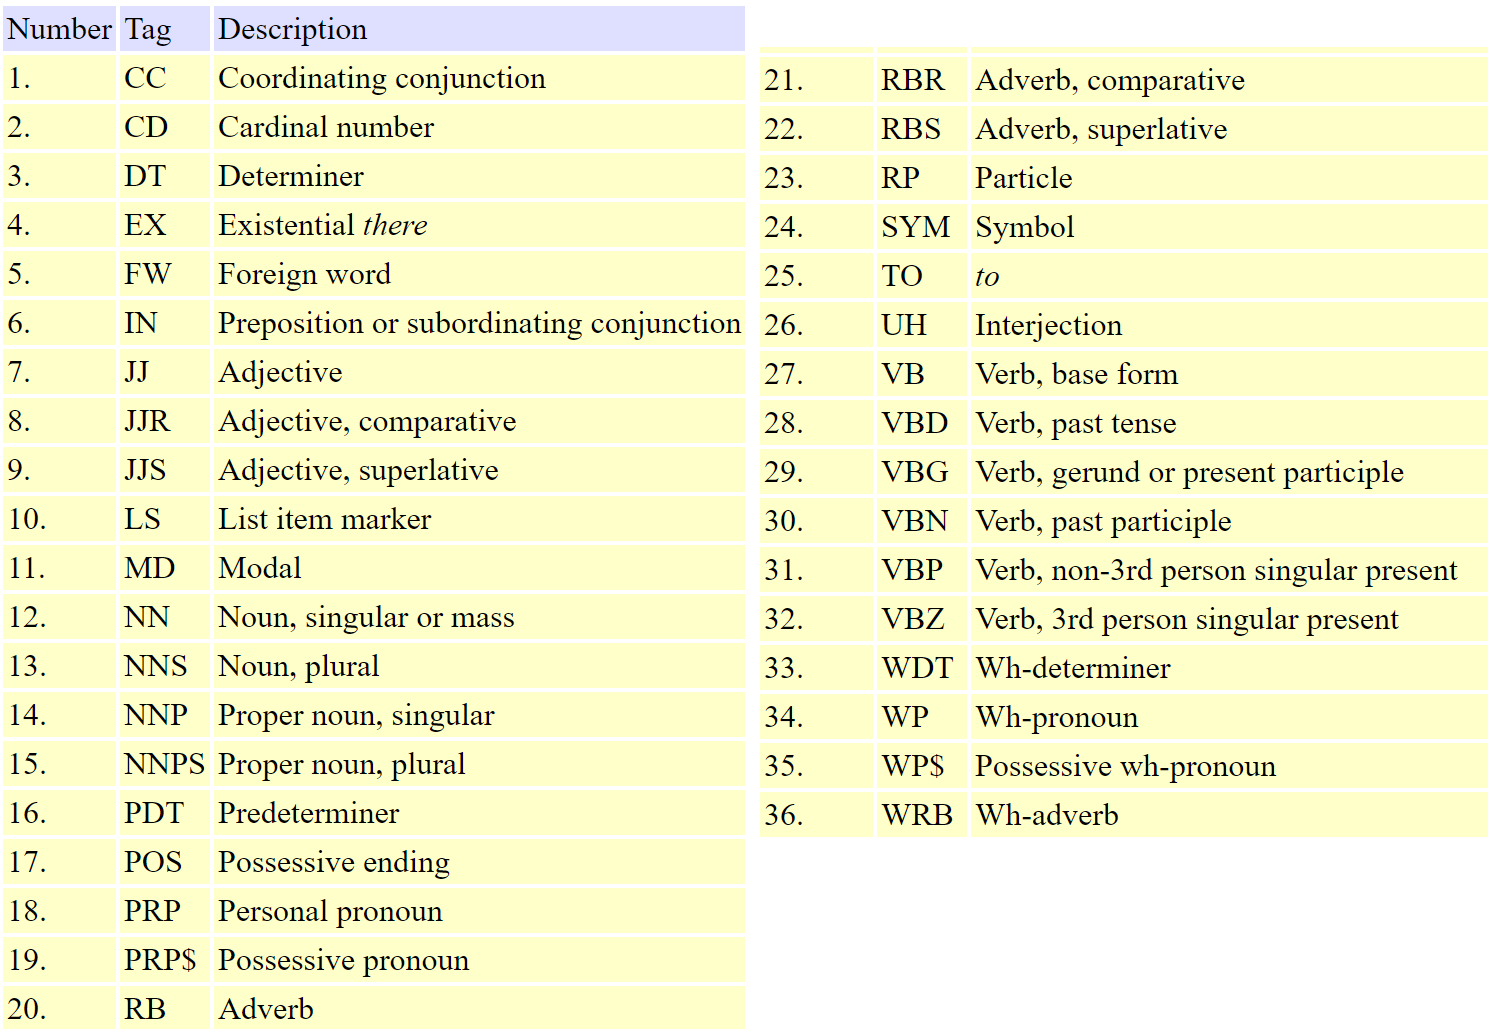 Number Tag Description
1. CC Coordinating conjunction
2. CD Cardinal number
3. DT Determiner
4. EX Existential there
5. FW Foreign word
6. IN Preposition or subordinating conjunction
7. JJ Adjective
8. JJR Adjective, comparative
9. JJS Adjective, superlative
10. LS List item marker
11. MD Modal
12. NN Noun, singular or mass
13. NNS Noun, plural
14. NNP Proper noun, singular
15. NNPS Proper noun, plural
16. PDT Predeterminer
17. POS Possessive ending
18. PRP Personal pronoun
19. PRP$ Possessive pronoun
20. RB Adverb
21. RBR Adverb, comparative
22. RBS Adverb, superlative
23. RP Particle
24. SYM Symbol
25. TO to
26. UH Interjection
27. VB Verb, base form
28. VBD Verb, past tense
29. VBG Verb, gerund or present participle
30. VBN Verb, past participle
31. VBP Verb, non-3rd person singular present
32. VBZ Verb, 3rd person singular present
33. WDT Wh-determiner
34. WP Wh-pronoun
35. WP$ Possessive wh-pronoun
36. WRB Wh-adverb